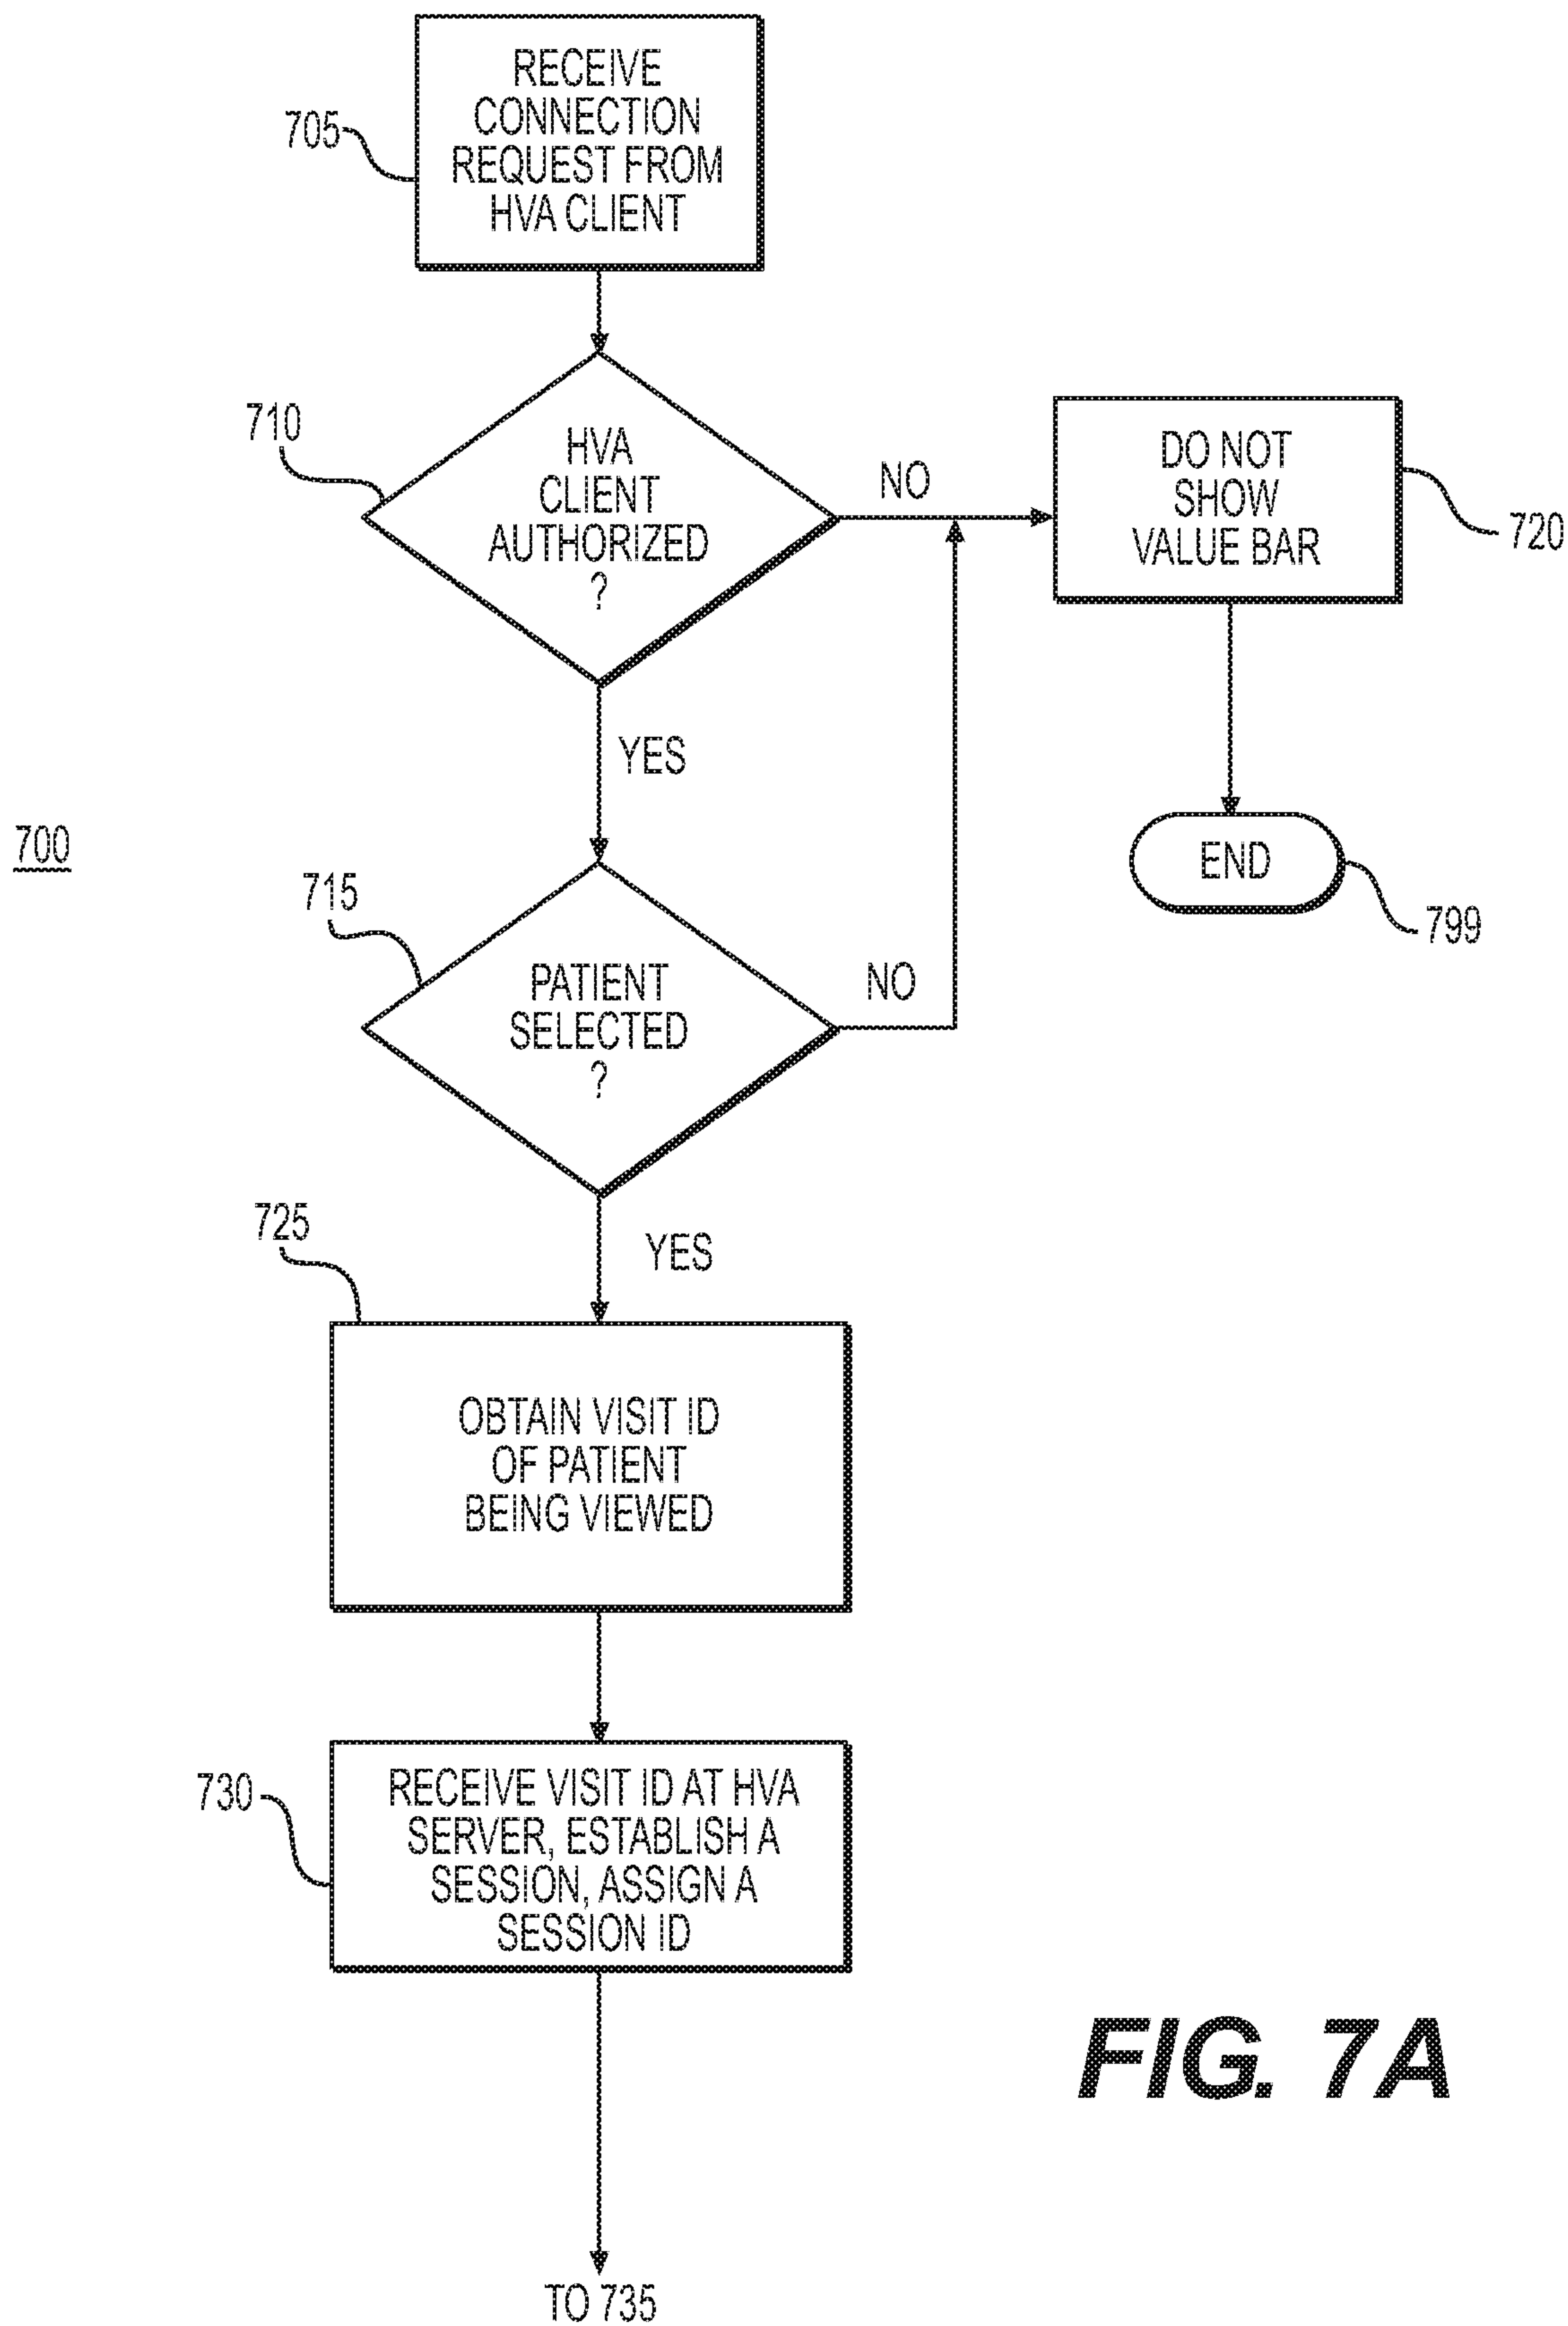 RECEIVE
CONNECTION
REQUEST FROM
HVA CLIENT
705
710
HVA
CLIENT
AUTHORIZED
?
NO
DO NOT
SHOW
VALUE BAR
720
YES
700
END
799
715
PATIENT
SELECTED
?
NO
725
YES
OBTAIN VISIT ID
OF PATIENT
BEING VIEWED
730
RECEIVE VISIT ID AT HVA
SERVER, ESTABLISH A
SESSION, ASSIGN A
SESSION ID
TO 735
FIG. 7A